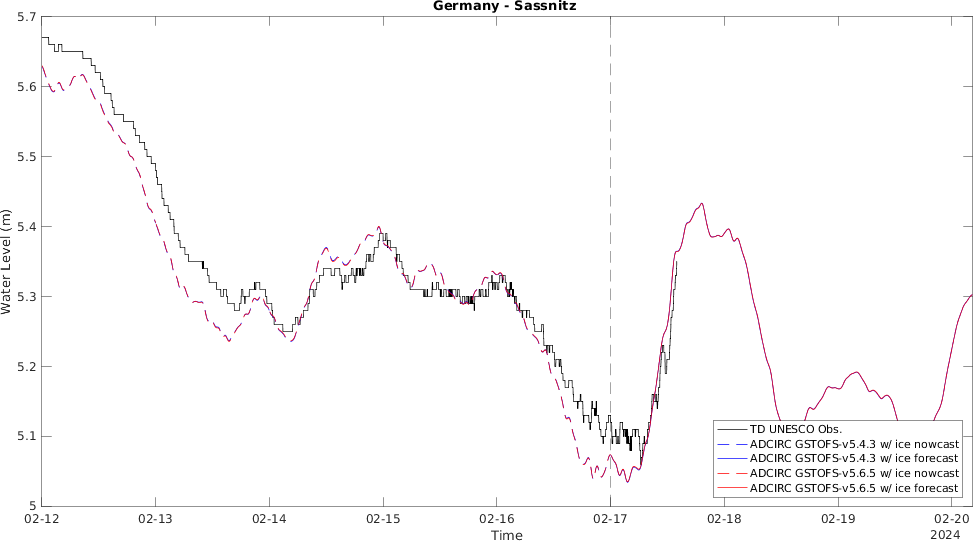 Germany - Sassnitz
Water Level (m)
5.7
5.6
5.5
5.4
5.3
5.2
5.1
5
TD UNESCO Obs.
ADCIRC GSTOFS-v5.4.3 w/ ice nowcast
ADCIRC GSTOFS-v5.4.3 w/ ice forecast
ADCIRC GSTOFS-v5.6.5 w/ ice nowcast
ADCIRC GSTOFS-v5.6.5 w/ ice forecast
02-12 02-13 02-14 02-15 02-16 02-17 02-18 02-19 02-20
Time 2024